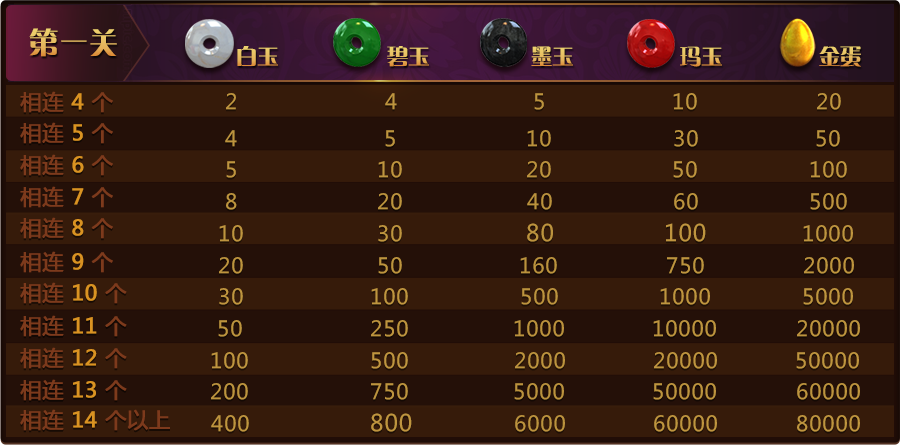 第一关 白玉 碧玉 墨玉 玛玉 金蛋
相连 4 个 2 4 5 10 20
相连 5 个 4 5 10 30 50
相连 6 个 5 10 20 50 100
相连 7 个 8 20 40 60 500
相连 8 个 10 30 80 100 1000
相连 9 个 20 50 160 750 2000
相连 10 个 30 100 500 1000 5000
相连 11 个 50 250 1000 10000 20000
相连 12 个 100 500 2000 20000 50000
相连 13 个 200 750 5000 50000 60000
相连 14 个以上 400 800 6000 60000 80000